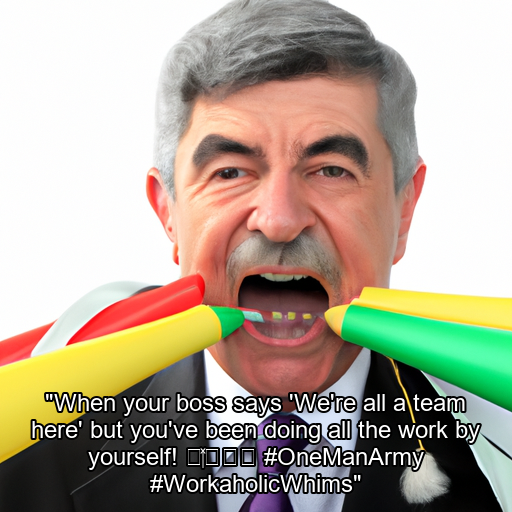 "When your boss says 'We're all a team
here' but you've been doing all the work by
yourself! #OneManArmy
#WorkaholicWhims"